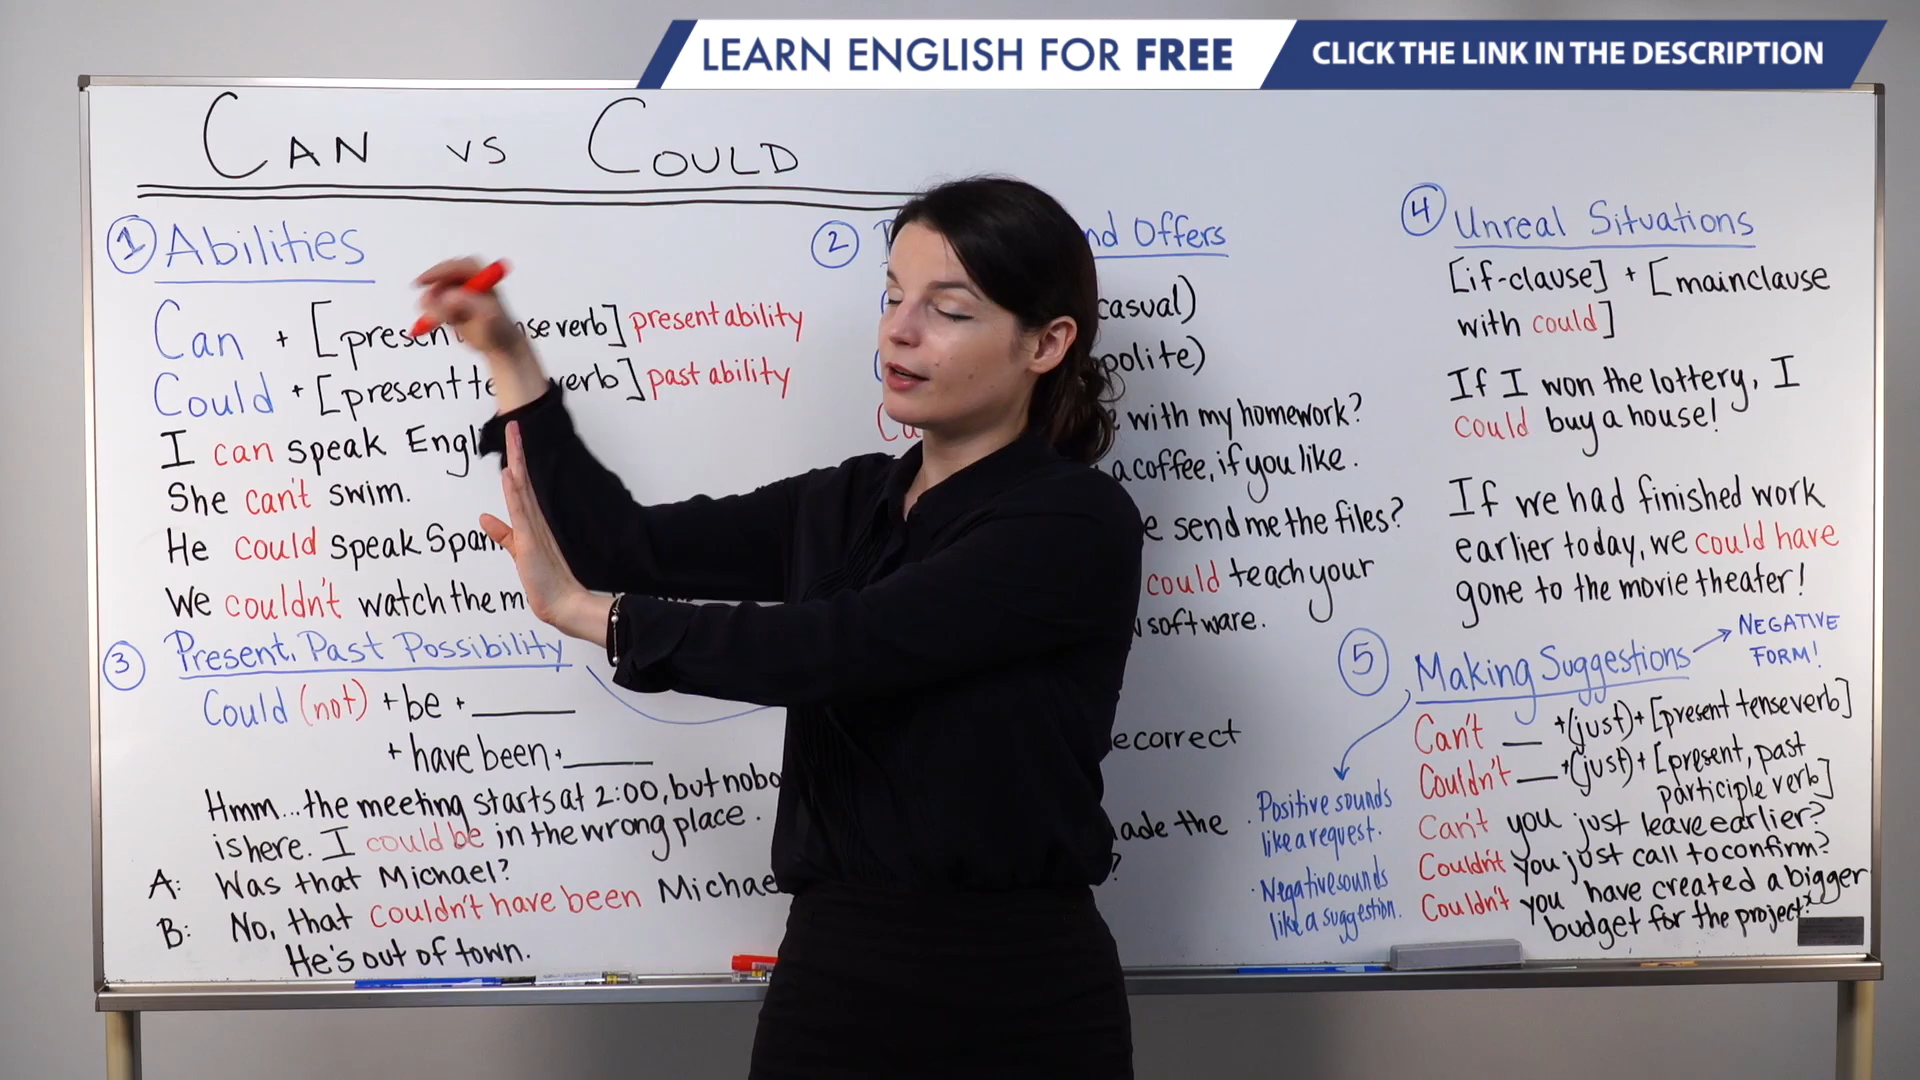 LEARN ENGLISH FOR FREE
CLICK THE LINK IN THE DESCRIPTION
CAN vs COULD
1 Abilities
Can + [present tense verb] present ability
Could + [present tense verb] past ability
I can speak
She can't swim.
He could speak
We couldn't watch the
2 Offers
casual)
polite)
with my homework?
a coffee, if you like.
send me the files?
could teach your
software.
3 Present, Past Possibility
Could (not) + be + ____
+ have been + ____
Hmm... the meeting starts at 2:00, but
is here. I could be in the wrong place.
A: Was that Michael?
B: No, that couldn't have been
He's out of town.
correct
the
4 Unreal Situations
[if-clause] + [main clause
with could]
If I won the lottery, I
could buy a house!
If we had finished work
earlier today, we could have
gone to the movie theater!
5 Making Suggestions → NEGATIVE
FORM!
Can't __ + (just) + [present tense verb]
Couldn't __ + (just) + [present, past
participle verb]
Can't you just leave earlier?
Couldn't you just call to confirm?
Couldn't you have created a bigger
budget for the project?
· Positive sounds
like a request.
· Negative sounds
like a suggestion.